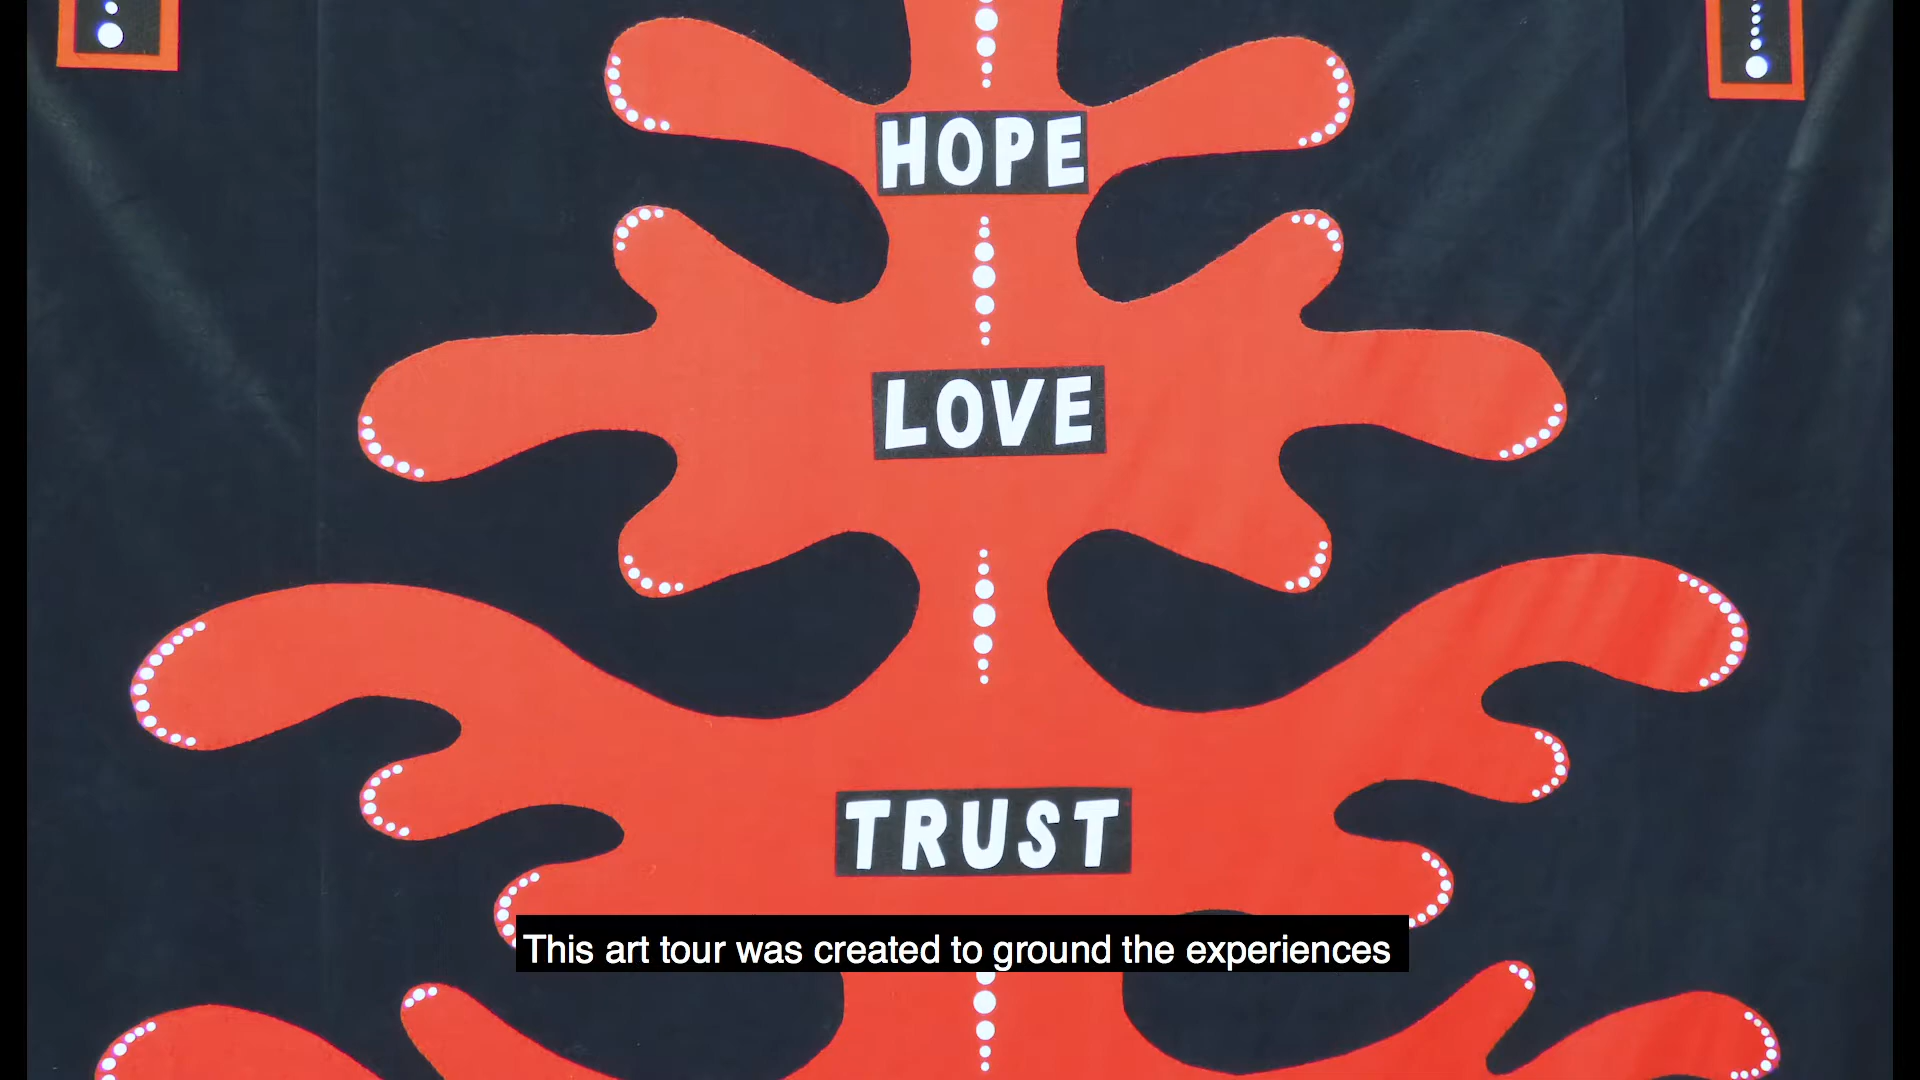 HOPE
LOVE
TRUST
This art tour was created to ground the experiences